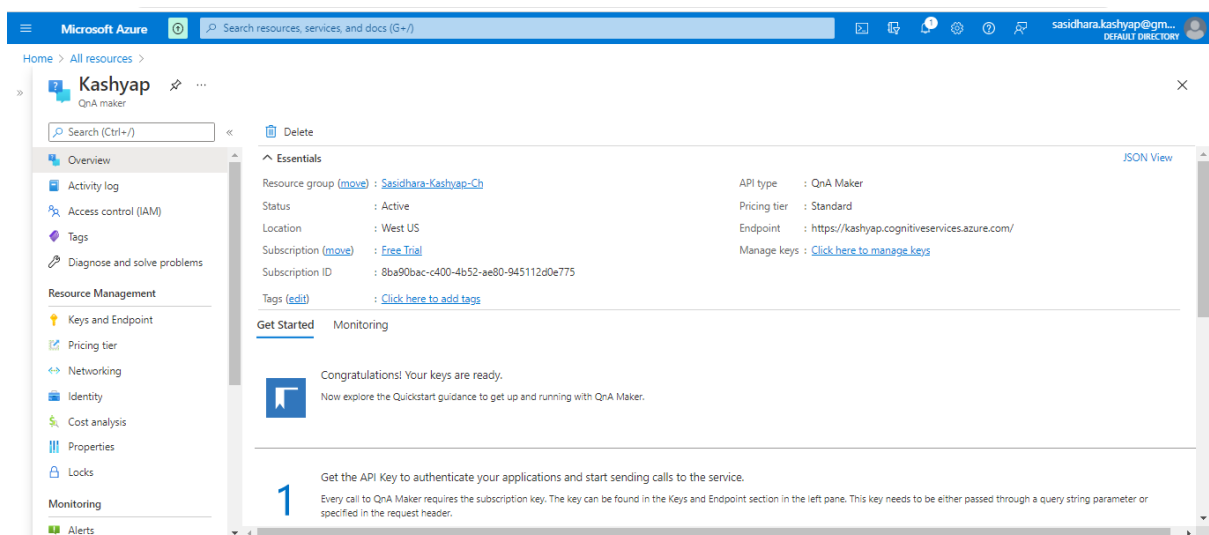 Microsoft Azure
Search resources, services, and docs (G+/)
1
sasidhara.kashyap@gm...
DEFAULT DIRECTORY
Home > All resources >
Kashyap
QnA maker
Search (Ctrl+/)
Overview
Activity log
Access control (IAM)
Tags
Diagnose and solve problems
Resource Management
Keys and Endpoint
Pricing tier
Networking
Identity
Cost analysis
Properties
Locks
Monitoring
Alerts
Delete
Essentials
JSON View
Resource group (move) : Sasidhara-Kashyap-Ch
Status : Active
Location : West US
Subscription (move) : Free Trial
Subscription ID : 8ba90bac-c400-4b52-ae80-945112d0e775
Tags (edit) : Click here to add tags
API type : QnA Maker
Pricing tier : Standard
Endpoint : https://kashyap.cognitiveservices.azure.com/
Manage keys : Click here to manage keys
Get Started Monitoring
Congratulations! Your keys are ready.
Now explore the Quickstart guidance to get up and running with QnA Maker.
1
Get the API Key to authenticate your applications and start sending calls to the service.
Every call to QnA Maker requires the subscription key. The key can be found in the Keys and Endpoint section in the left pane. This key needs to be either passed through a query string parameter or
specified in the request header.